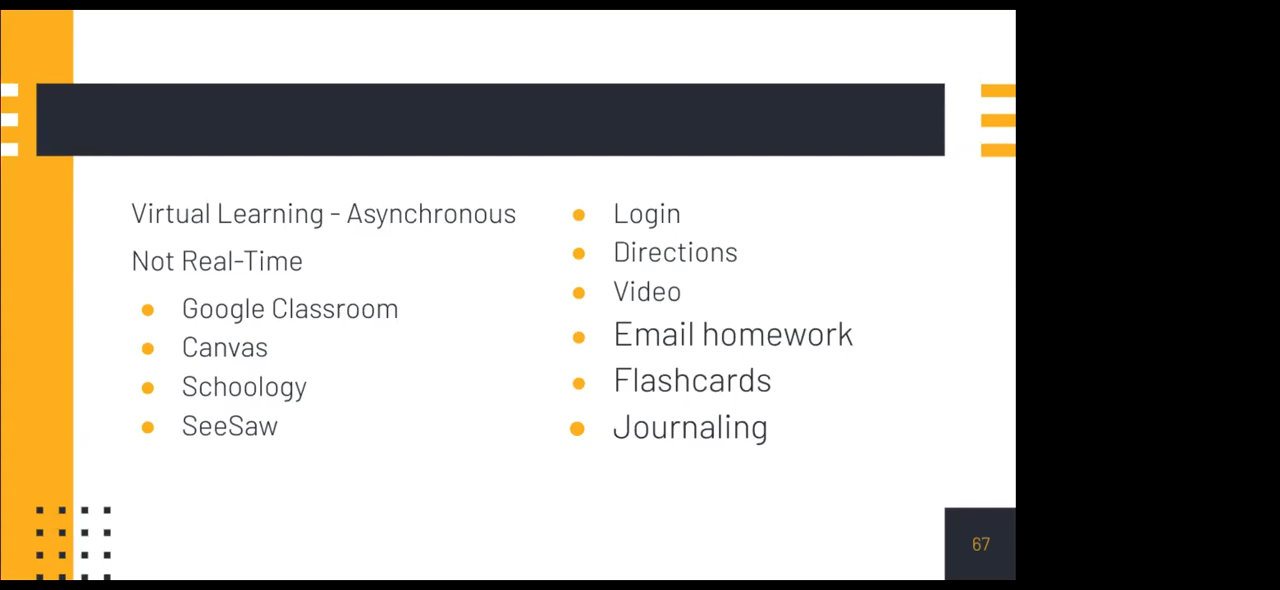 Virtual Learning - Asynchronous
Not Real-Time
Google Classroom
Canvas
Schoology
SeeSaw
Login
Directions
Video
Email homework
Flashcards
Journaling
67